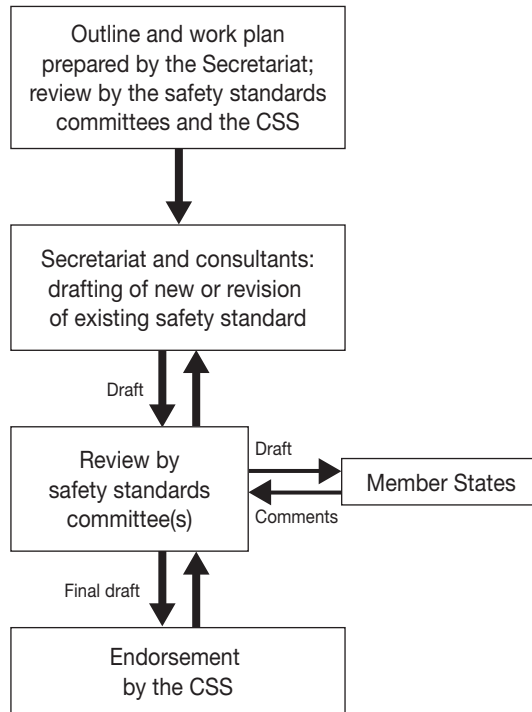 Outline and work plan
prepared by the Secretariat;
review by the safety standards
committees and the CSS
Secretariat and consultants:
drafting of new or revision
of existing safety standard
Draft
Review by
safety standards
committee(s)
Draft
Comments
Member States
Final draft
Endorsement
by the CSS